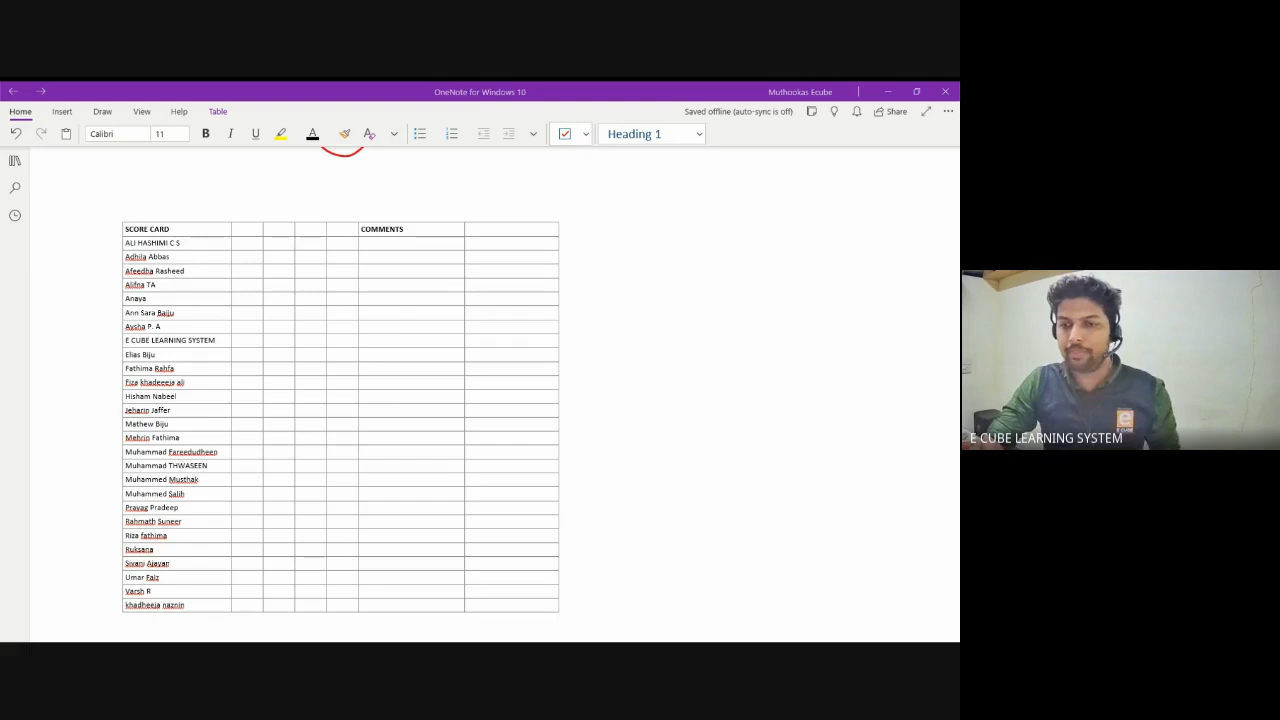 OneNote for Windows 10
Muthookas Ecube
Home Insert Draw View Help Table
Saved offline (auto-sync is off)
Share
Calibri 11 B I U A
Heading 1
SCORE CARD COMMENTS
ALI HASHIMI C S
Adhila Abbas
Afeedha Rasheed
Alifna TA
Anaya
Ann Sara Baiju
Aysha P. A
E CUBE LEARNING SYSTEM
Elias Biju
Fathima Rahfa
Fiza khadeeeja ali
Hisham Nabeel
Jeharin Jaffer
Mathew Biju
Mehrin Fathima
Muhammad Fareedudheen
Muhammad THWASEEN
Muhammed Musthak
Muhammed Salih
Prayag Pradeep
Rahmath Suneer
Riza fathima
Ruksana
Sivani Ajayan
Umar Faiz
Varsh R
khadheeja naznin
e
E CUBE
E CUBE LEARNING SYSTEM